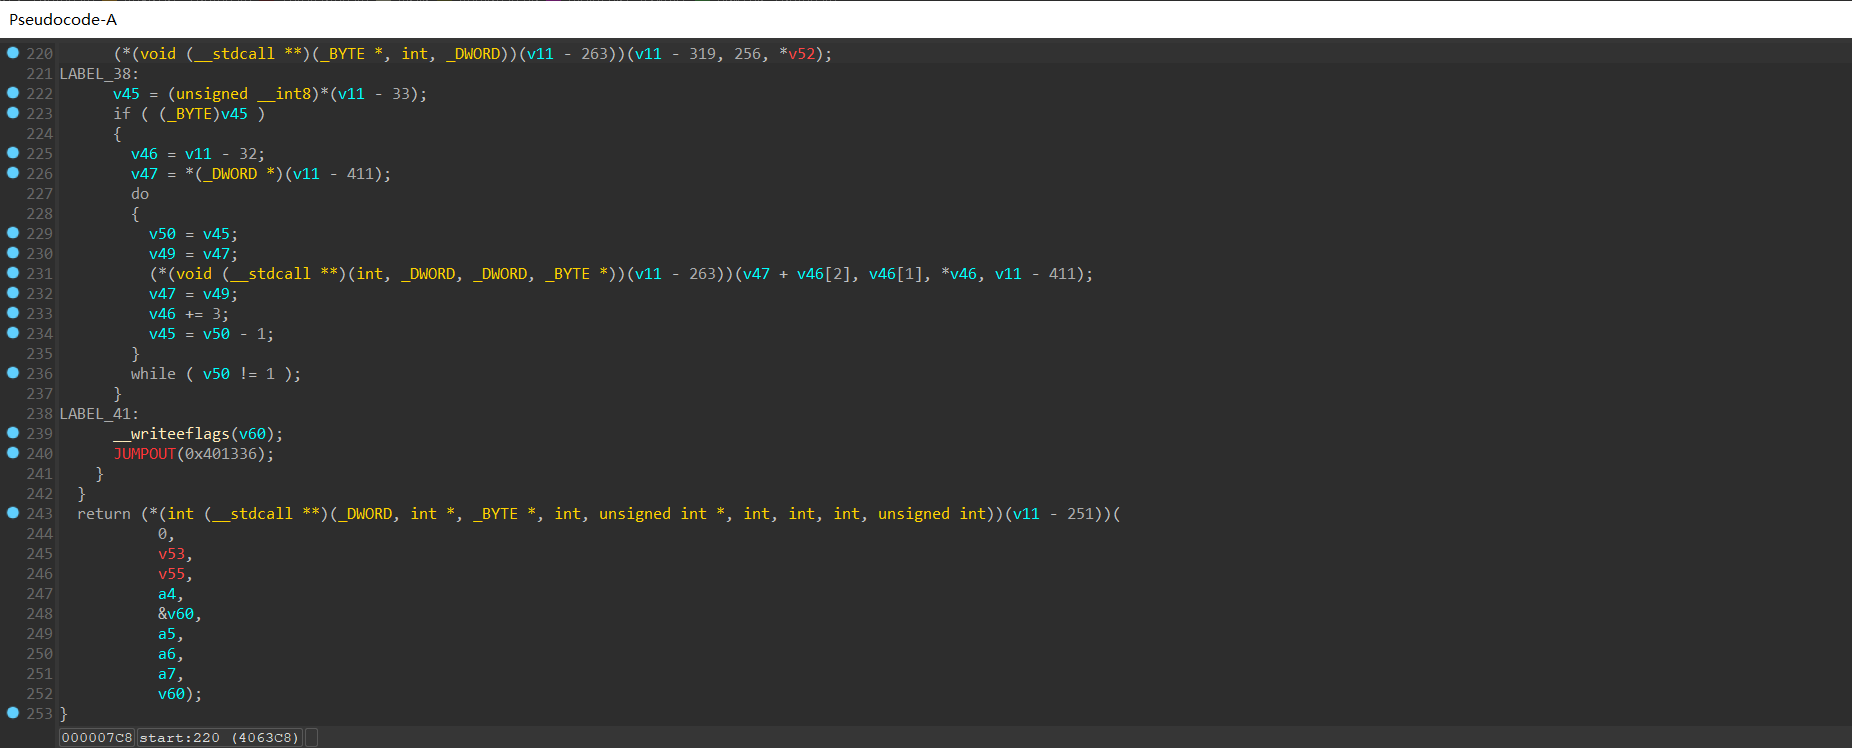 Pseudocode-A
220 (*(void (__stdcall **)(_BYTE *, int, _DWORD))(v11 - 263))(v11 - 319, 256, *v52);
221 LABEL_38:
222 v45 = (unsigned __int8)*(v11 - 33);
223 if ( (_BYTE)v45 )
224 {
225 v46 = v11 - 32;
226 v47 = *(_DWORD *)(v11 - 411);
227 do
228 {
229 v50 = v45;
230 v49 = v47;
231 (*(void (__stdcall **)(int, _DWORD, _DWORD, _BYTE *))(v11 - 263))(v47 + v46[2], v46[1], *v46, v11 - 411);
232 v47 = v49;
233 v46 += 3;
234 v45 = v50 - 1;
235 }
236 while ( v50 != 1 );
237 }
238 LABEL_41:
239 __writeeflags(v60);
240 JUMPOUT(0x401336);
241 }
242 }
243 return (*(int (__stdcall **)(_DWORD, int *, _BYTE *, int, unsigned int *, int, int, int, unsigned int))(v11 - 251))(
244 0,
245 v53,
246 v55,
247 a4,
248 &v60,
249 a5,
250 a6,
251 a7,
252 v60);
253 }
000007C8 start:220 (4063C8)